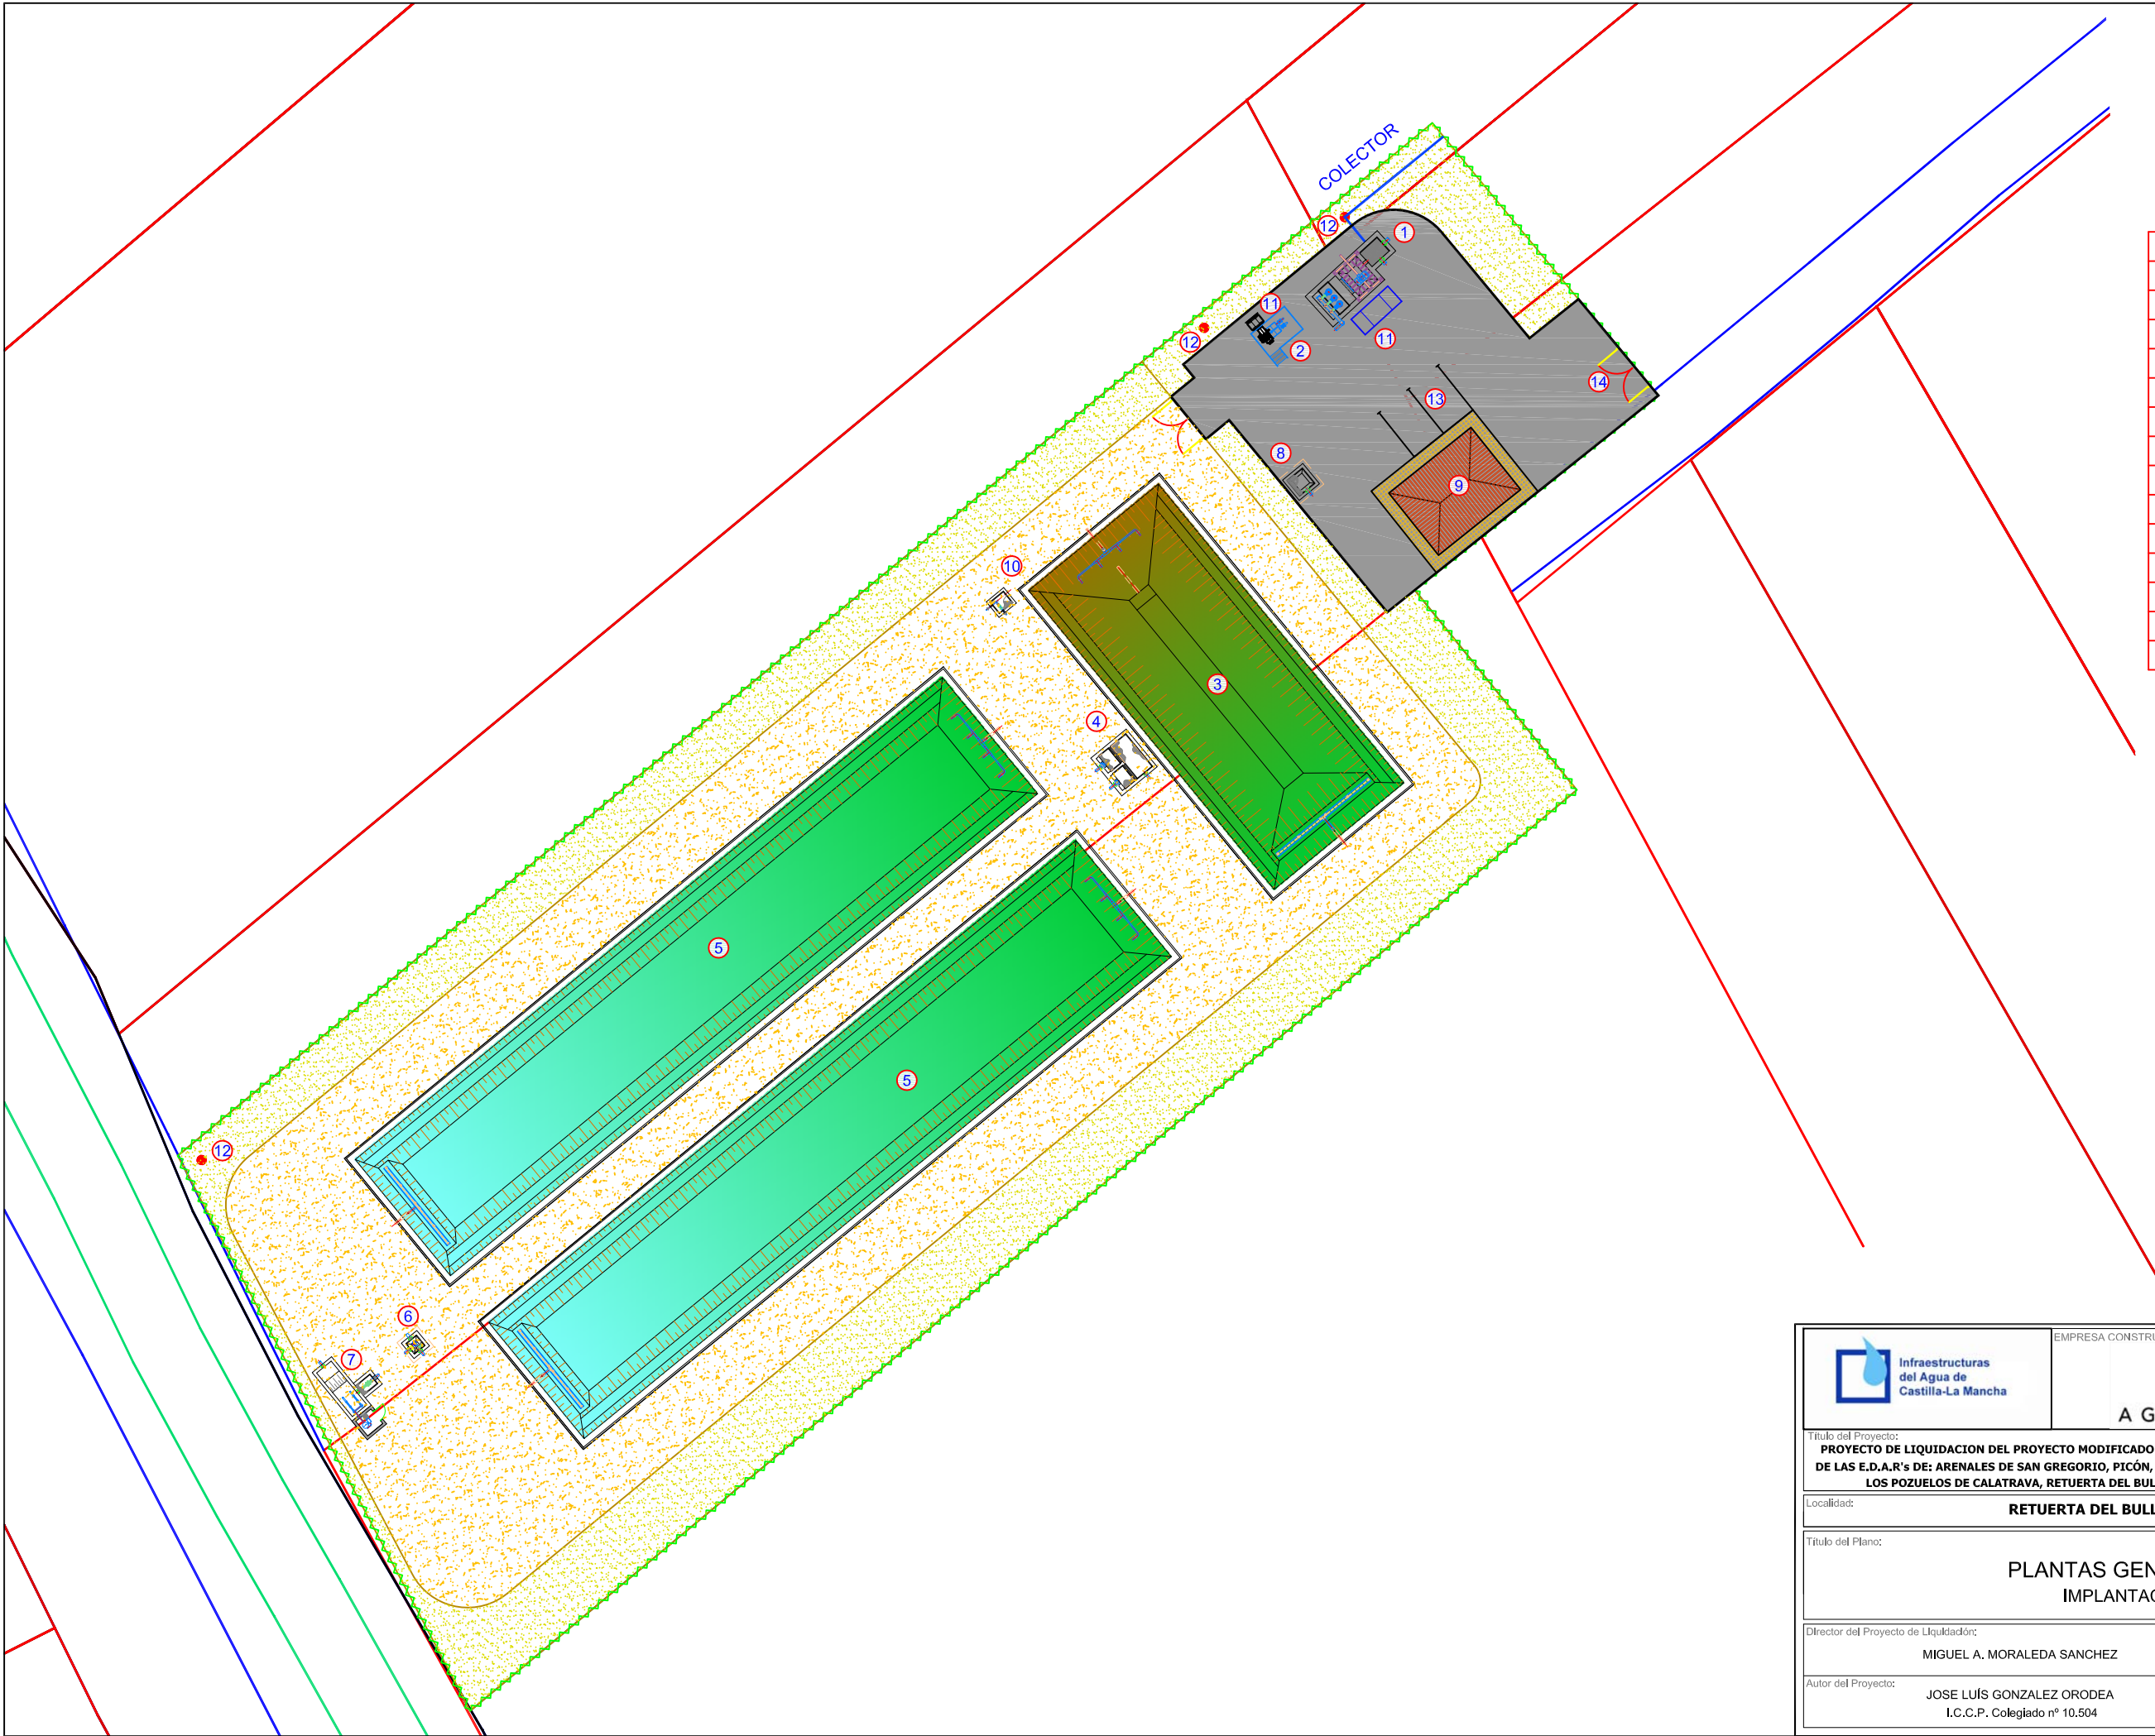 COLECTOR
12
1
11
12
2
11
14
13
8
9
10
3
4
5
5
12
6
7
Infraestructuras
del Agua de
Castilla-La Mancha
EMPRESA
A G
Título del Proyecto:
PROYECTO DE LIQUIDACION DEL PROYECTO MODIFICADO
DE LAS E.D.A.R's DE: ARENALES DE SAN GREGORIO, PICÓN,
LOS POZUELOS DE CALATRAVA, RETUERTA DEL BUL
Localidad:
RETUERTA DEL BULL
Título del Plano:
PLANTAS GEN
IMPLANTAC
Director del Proyecto de Liquidación:
MIGUEL A. MORALEDA SANCHEZ
Autor del Proyecto:
JOSE LUÍS GONZALEZ ORODEA
I.C.C.P. Colegiado nº 10.504